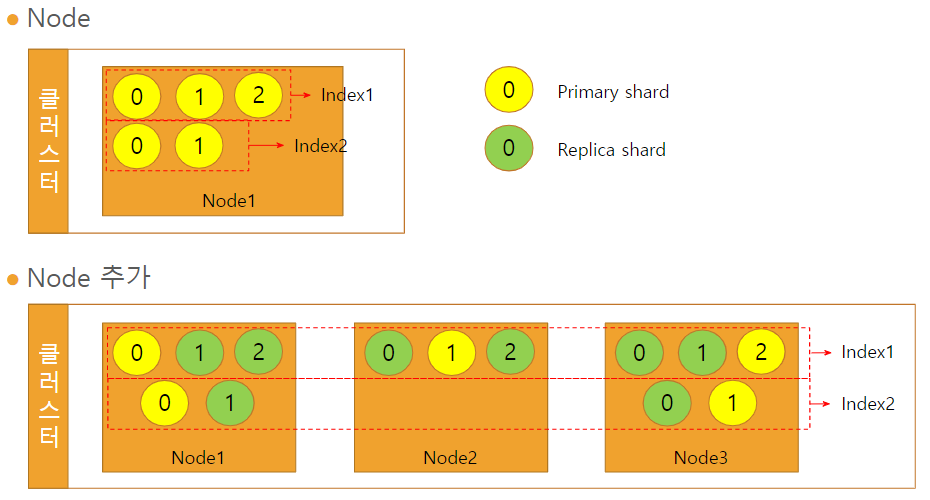 Node
클러스터
0 1 2 Index1
0 1 Index2
Node1
0 Primary shard
0 Replica shard
Node 추가
클러스터
0 1 2 0 1 2 0 1 2 Index1
0 1 0 1 Index2
Node1 Node2 Node3